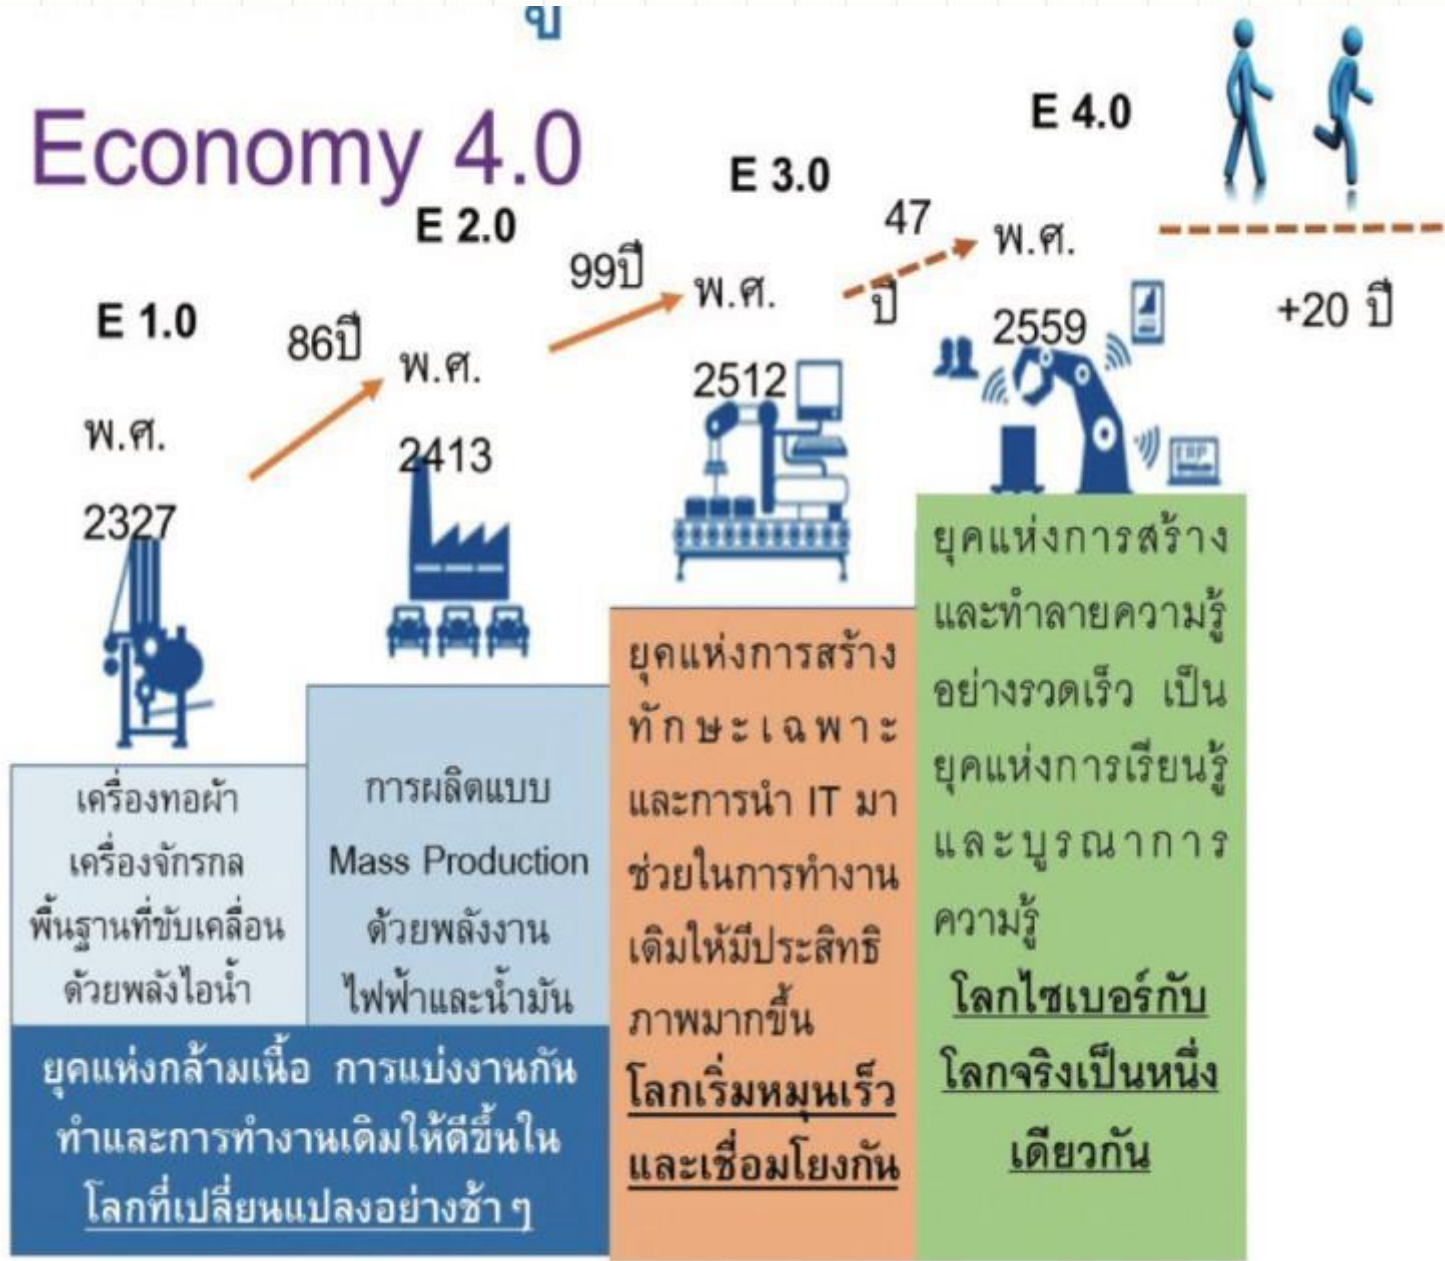 Economy 4.0
E 1.0
86ปี
E 2.0
99ปี
E 3.0
47
ปี
E 4.0
+20 ปี
พ.ศ.
2327
พ.ศ.
2413
พ.ศ.
2512
พ.ศ.
2559
ERP
เครื่องทอผ้า
เครื่องจักรกล
พื้นฐานที่ขับเคลื่อน
ด้วยพลังไอน้ำ
การผลิตแบบ
Mass Production
ด้วยพลังงาน
ไฟฟ้าและน้ำมัน
ยุคแห่งกล้ามเนื้อ การแบ่งงานกัน
ทำและการทำงานเดิมให้ดีขึ้นใน
โลกที่เปลี่ยนแปลงอย่างช้า ๆ
ยุคแห่งการสร้าง
ทักษะเฉพาะ
และการนำ IT มา
ช่วยในการทำงาน
เดิมให้มีประสิทธิ
ภาพมากขึ้น
โลกเริ่มหมุนเร็ว
และเชื่อมโยงกัน
ยุคแห่งการสร้าง
และทำลายความรู้
อย่างรวดเร็ว เป็น
ยุคแห่งการเรียนรู้
และบูรณาการ
ความรู้
โลกไซเบอร์กับ
โลกจริงเป็นหนึ่ง
เดียวกัน